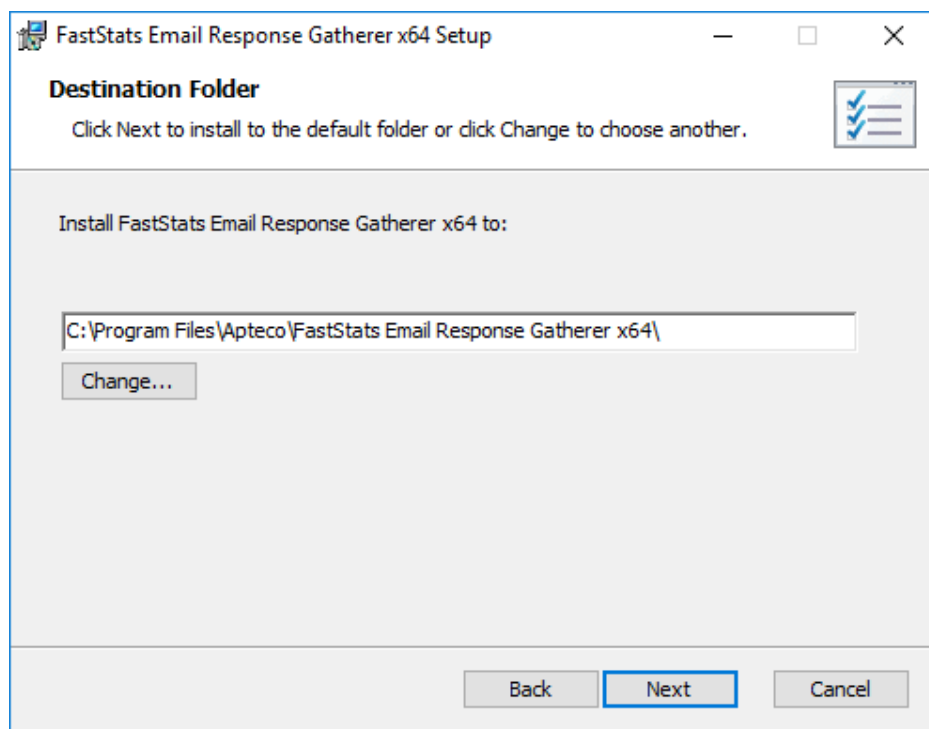 FastStats Email Response Gatherer x64 Setup
Destination Folder
Click Next to install to the default folder or click Change to choose another.
Install FastStats Email Response Gatherer x64 to:
C:\Program Files\Apteco\FastStats Email Response Gatherer x64\
Change...
Back Next Cancel